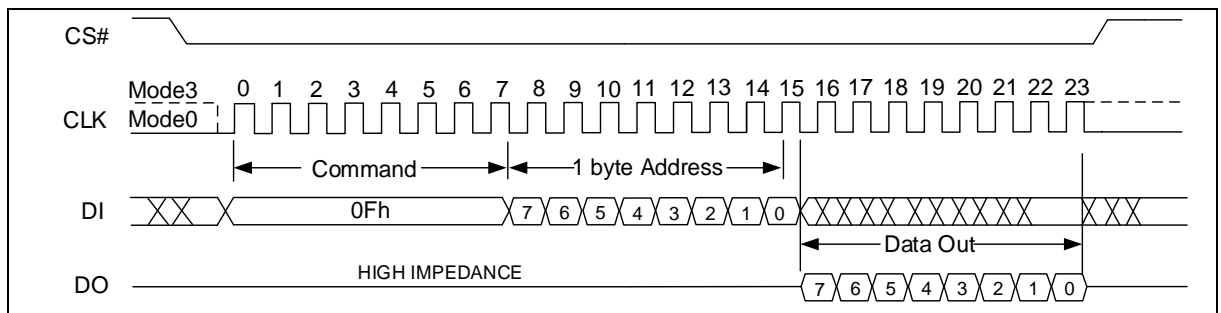 CS#
Mode3 0 1 2 3 4 5 6 7 8 9 10 11 12 13 14 15 16 17 18 19 20 21 22 23
CLK Mode0
Command 1 byte Address
DI 0Fh 7 6 5 4 3 2 1 0
Data Out
HIGH IMPEDANCE
DO 7 6 5 4 3 2 1 0